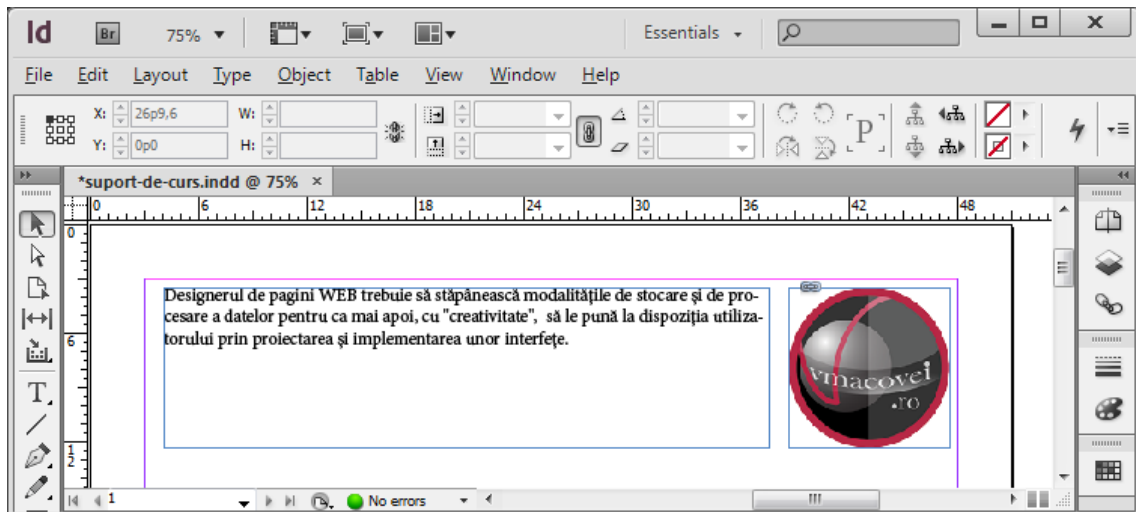 Id Br 75% Essentials
File Edit Layout Type Object Table View Window Help
X: 26p9,6 W:
Y: 0p0 H:
P
*suport-de-curs.indd @ 75% ×
0 6 12 18 24 30 36 42 48
0
6
12
Designerul de pagini WEB trebuie să stăpânească modalitățile de stocare și de pro-
cesare a datelor pentru ca mai apoi, cu "creativitate", să le pună la dispoziția utiliza-
torului prin proiectarea și implementarea unor interfețe.
vmacovei
.ro
T
1 No errors